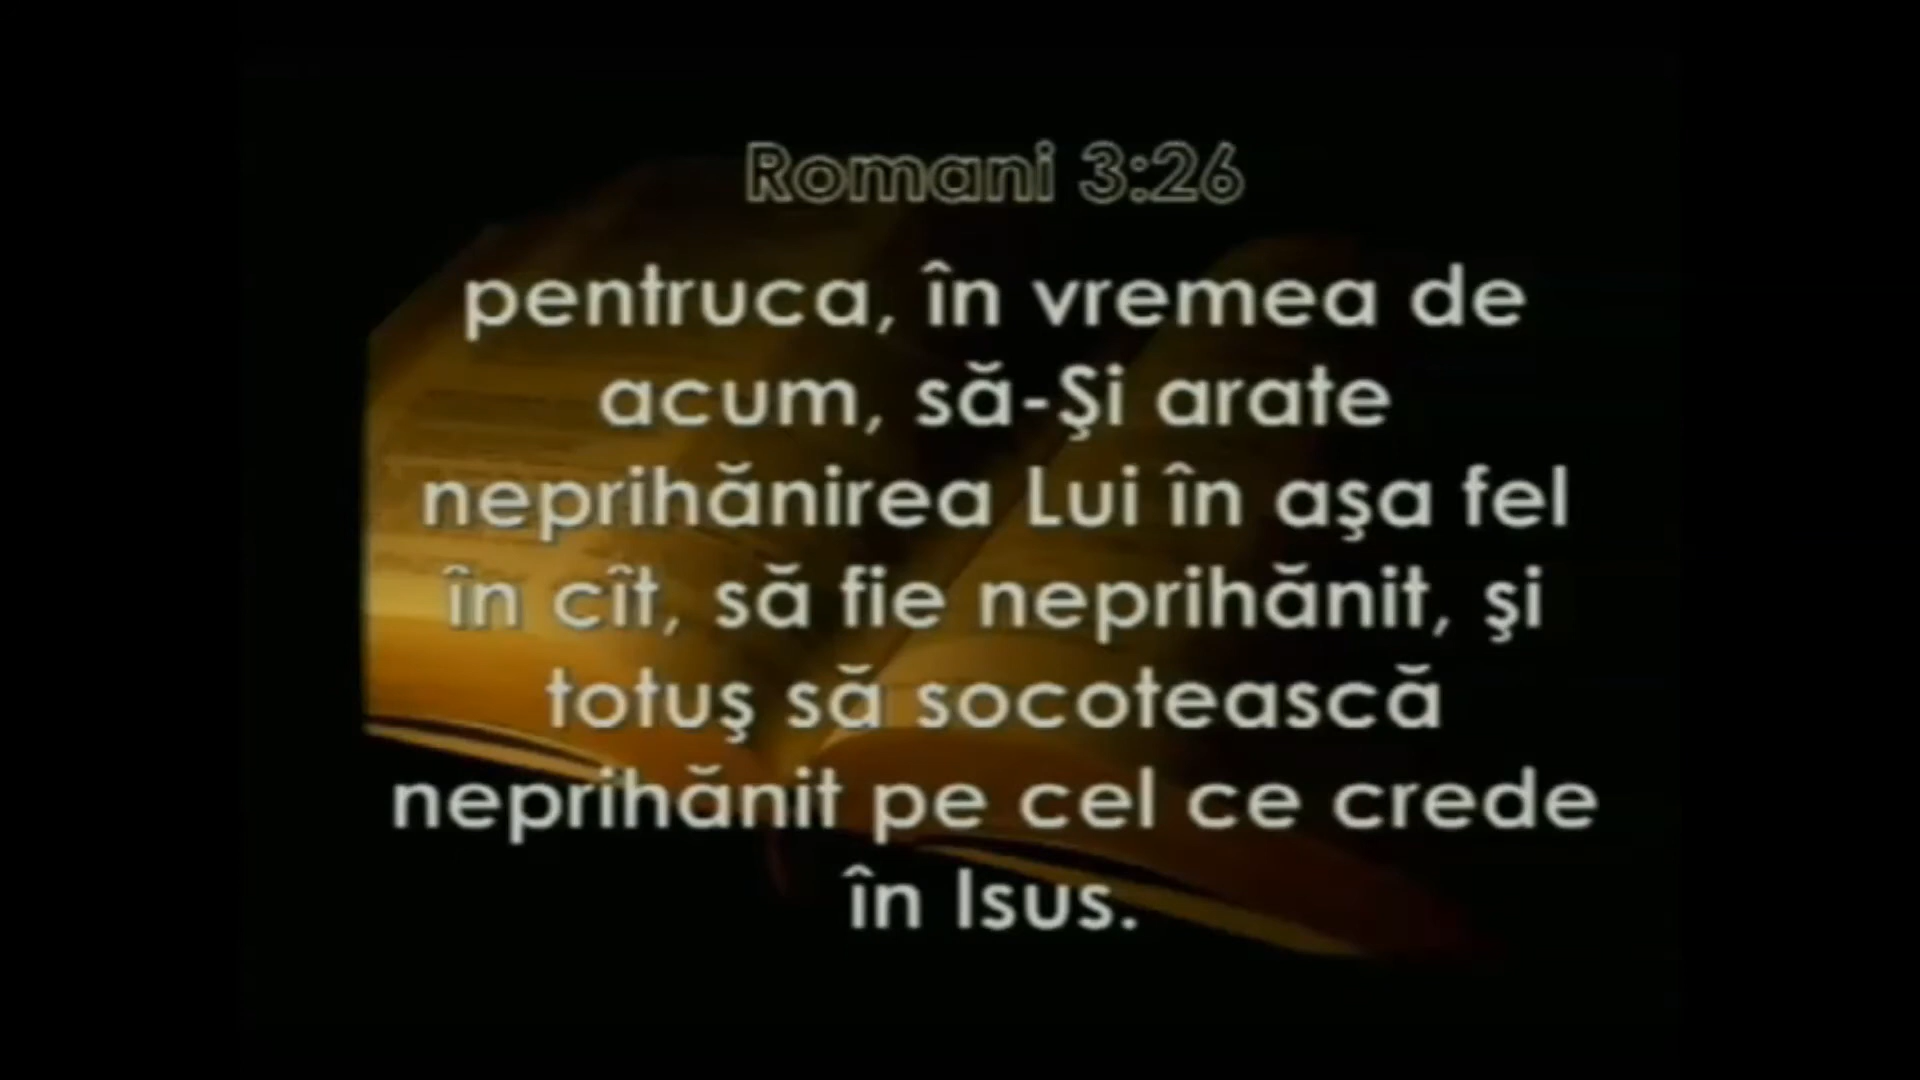 Romani 3:26
pentruca, în vremea de
acum, să-Şi arate
neprihănirea Lui în aşa fel
în cît, să fie neprihănit, şi
totuş să socotească
neprihănit pe cel ce crede
în Isus.